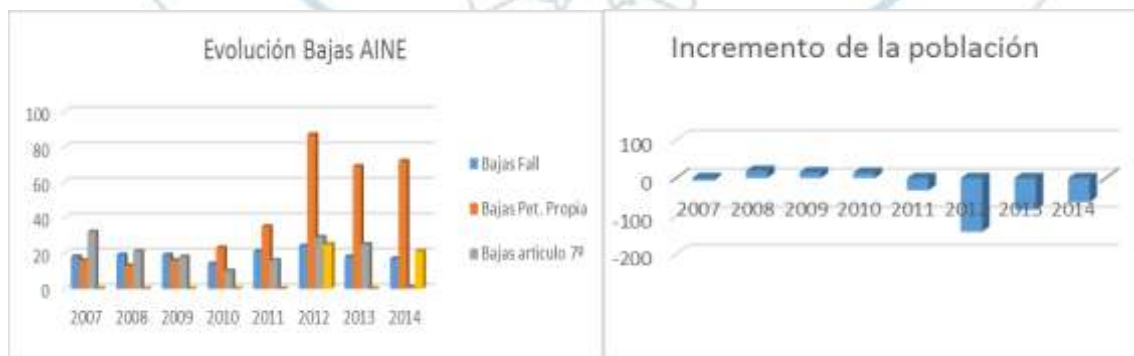 Evolución Bajas AINE
100
80
60
40
20
0
2007 2008 2009 2010 2011 2012 2013 2014
Bajas Fall
Bajas Pet. Propia
Bajas articulo 7º
Incremento de la población
100
0
-100
-200
2007 2008 2009 2010 2011 2012 2013 2014